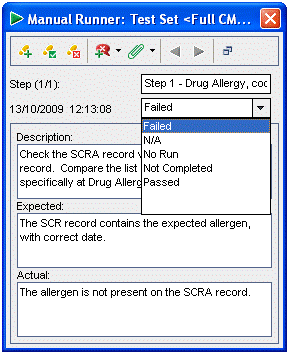 Manual Runner: Test Set <Full CM...
Step (1/1):
Step 1 - Drug Allergy, coc
13/10/2009 12:13:08
Failed
Failed
N/A
No Run
Not Completed
Passed
Description:
Check the SCRA record
record. Compare the list
specifically at Drug Allerg
Expected:
The SCR record contains the expected allergen,
with correct date.
Actual:
The allergen is not present on the SCRA record.